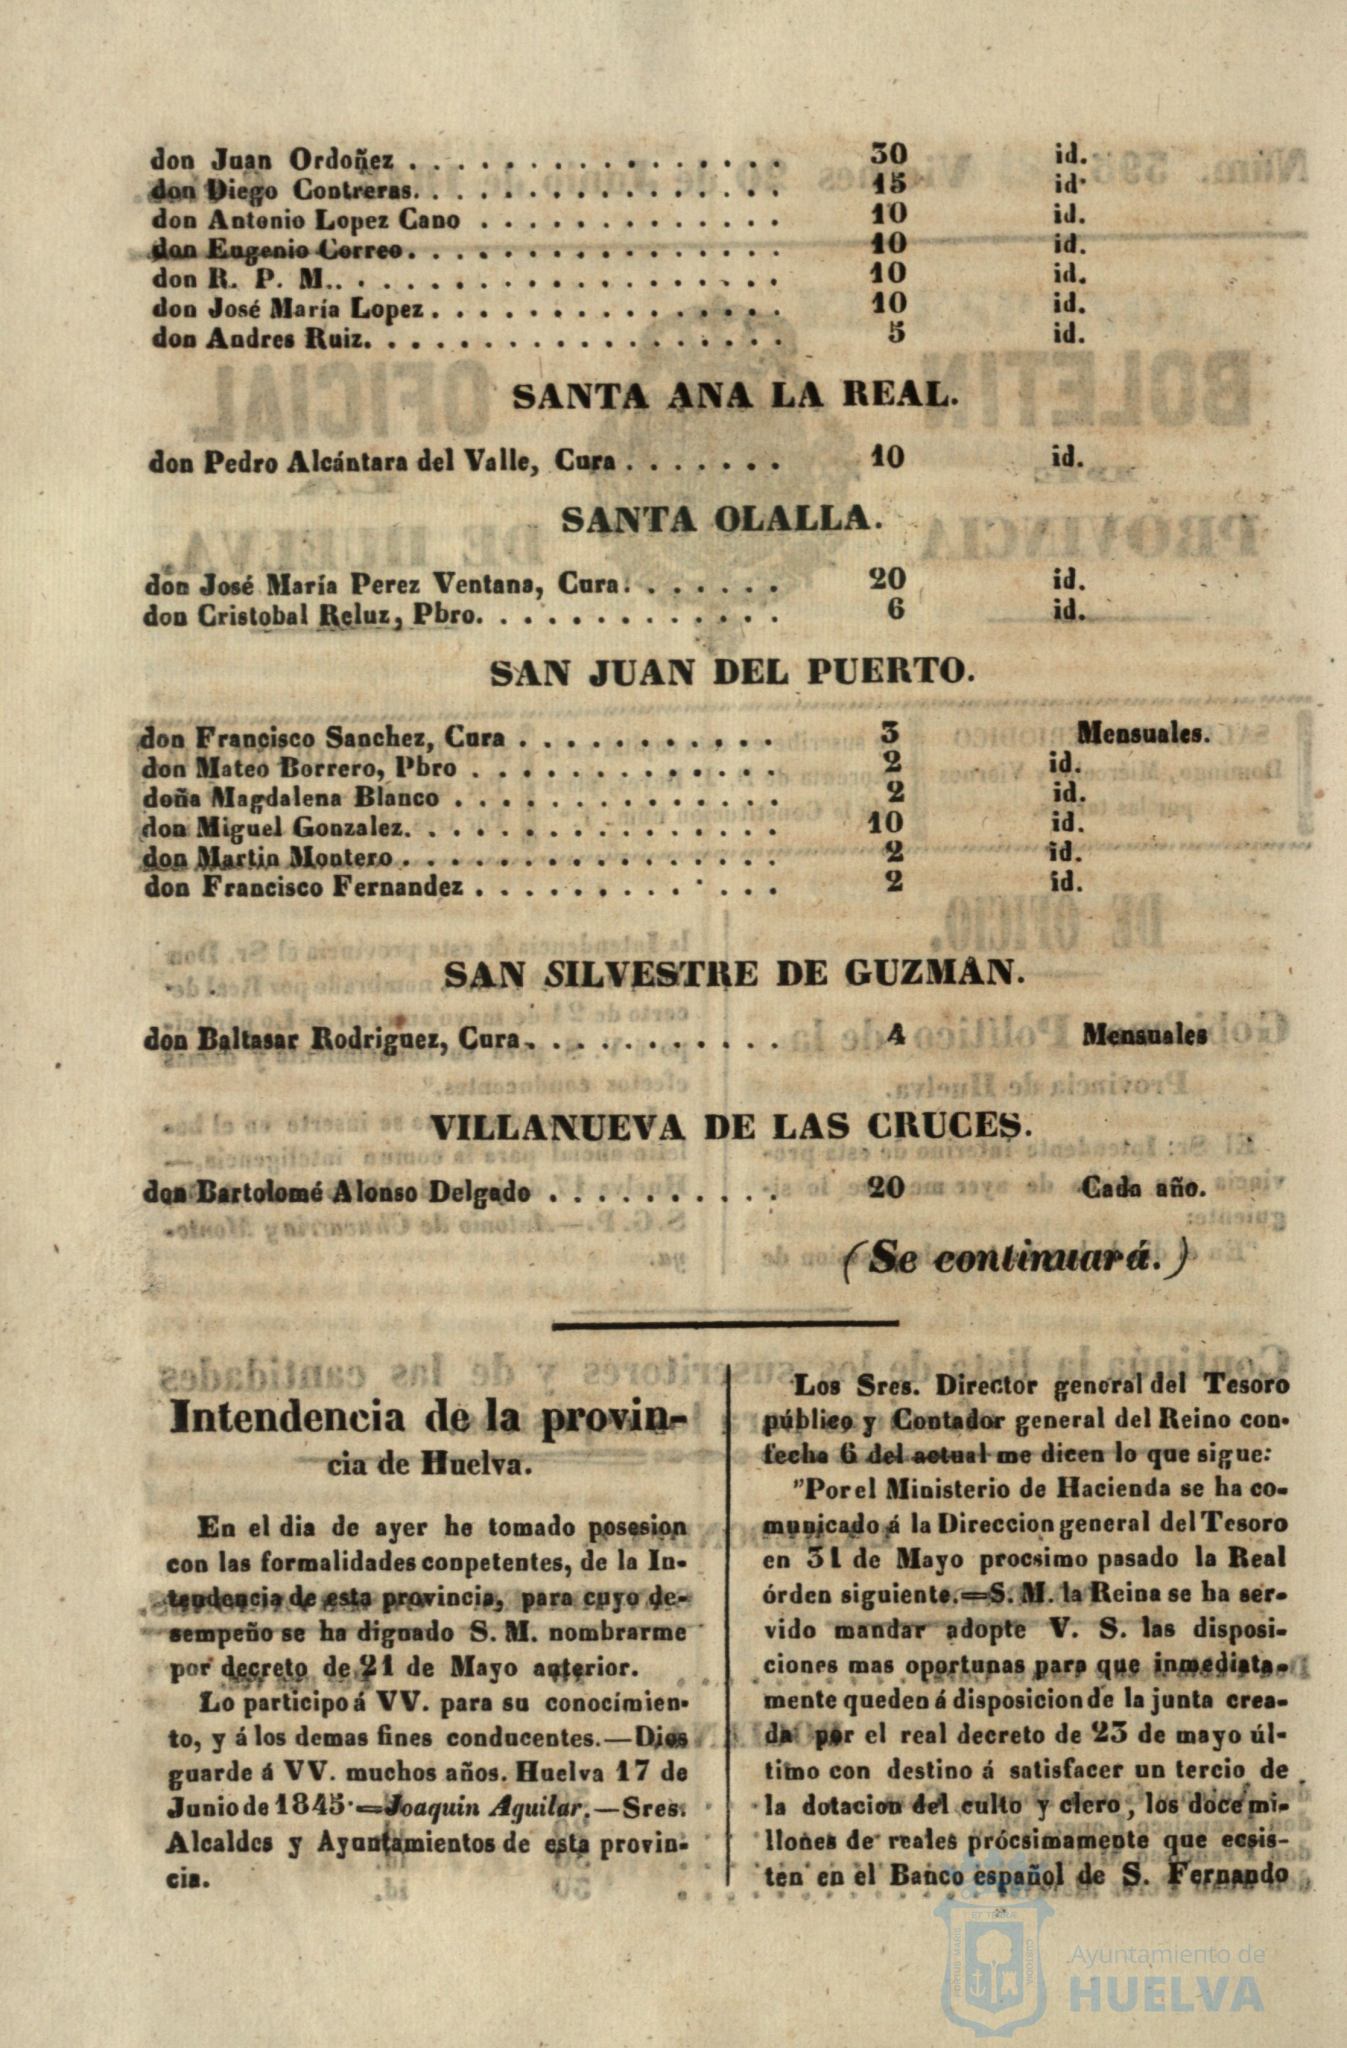 don Juan Ordoñez . . . . . . . . . . . . . . . . 30 id.
don Diego Contreras. . . . . . . . . . . . . . . . 15 id·
don Antonio Lopez Cano . . . . . . . . . . . . . 10 id.
don Eugenio Correo. . . . . . . . . . . . . . . . 10 id.
don R. P. M.. . . . . . . . . . . . . . . . . . . 10 id.
don José María Lopez. . . . . . . . . . . . . . . 10 id.
don Andres Ruiz. . . . . . . . . . . . . . . . . . 5 id.
SANTA ANA LA REAL.
don Pedro Alcántara del Valle, Cura . . . . . . . 10 id.
SANTA OLALLA.
don José María Perez Ventana, Cura. . . . . . . 20 id.
don Cristobal Reluz, Pbro. . . . . . . . . . . . . 6 id.
SAN JUAN DEL PUERTO.
don Francisco Sanchez, Cura . . . . . . . . . . . 3 Mensuales.
don Mateo Borrero, Pbro . . . . . . . . . . . . . 2 id.
doña Magdalena Blanco . . . . . . . . . . . . . . 2 id.
don Miguel Gonzalez. . . . . . . . . . . . . . . . 10 id.
don Martin Montero . . . . . . . . . . . . . . . . 2 id.
don Francisco Fernandez . . . . . . . . . . . . . 2 id.
SAN SILVESTRE DE GUZMAN.
don Baltasar Rodriguez, Cura. . . . . . . . . . . 4 Mensuales
VILLANUEVA DE LAS CRUCES.
don Bartolomé Alonso Delgado . . . . . . . . . . 20 Cada año.
(Se continuará.)
Intendencia de la provin-
cia de Huelva.
En el dia de ayer he tomado posesion
con las formalidades conpetentes, de la In-
tendencia de esta provincia, para cuyo de-
sempeño se ha dignado S. M. nombrarme
por decreto de 21 de Mayo anterior.
Lo participo á VV. para su conocímien-
to, y á los demas fines conducentes.—Dios
guarde á VV. muchos años. Huelva 17 de
Junio de 1845·=Joaquin Aguilar.—Sres.
Alcaldes y Ayuntamientos de esta provin-
cia.
Los Sres. Director general del Tesoro
público y Contador general del Reino con
fecha 6 del actual me dicen lo que sigue:
"Por el Ministerio de Hacienda se ha co-
municado á la Direccion general del Tesoro
en 31 de Mayo procsimo pasado la Real
órden siguiente.=S. M. la Reina se ha ser-
vido mandar adopte V. S. las disposi-
ciones mas oportunas para que inmediata-
mente queden á disposicion de la junta crea-
da por el real decreto de 23 de mayo úl-
timo con destino á satisfacer un tercio de
la dotacion del culto y clero, los doce mi-
llones de reales prócsimamente que ecsis-
ten en el Banco español de S. Fernando
Ayuntamiento de
HUELVA